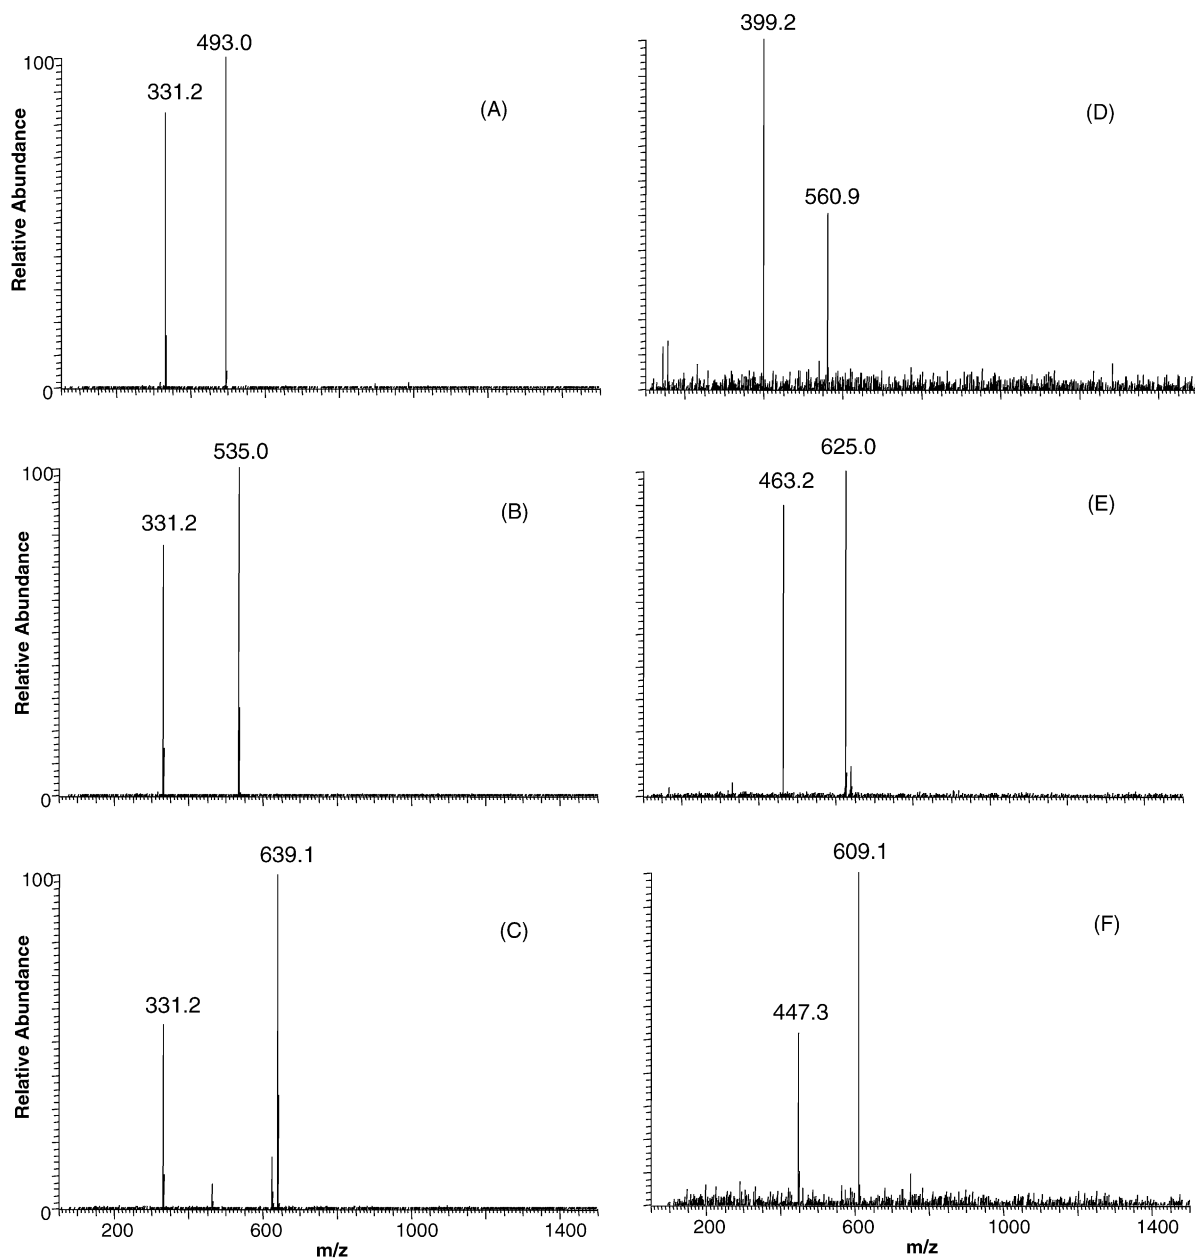 493.0
100
331.2
(A)
Relative Abundance
0
399.2
(D)
560.9
535.0
100
331.2
(B)
Relative Abundance
0
625.0
463.2
(E)
639.1
100
(C)
331.2
Relative Abundance
0
200 600 1000 1400
m/z
609.1
(F)
447.3
200 600 1000 1400
m/z